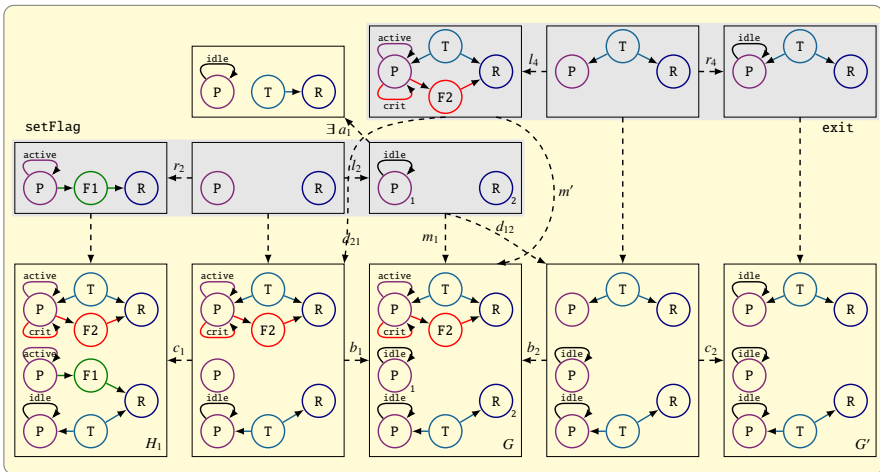 active
T
idle
T
P
R
l₄
P
T
R
r₄
idle
T
P
R
idle
P
T
R
crit
F2
setFlag
∃ a₁
exit
active
P
F1
R
r₂
P
R
l₂
idle
P
1
R
2
m′
d₂₁
m₁
d₁₂
active
T
P
R
crit
F2
active
P
F1
R
idle
P
T
H₁
c₁
active
T
P
R
crit
F2
P
R
idle
P
T
b₁
active
T
P
R
crit
F2
idle
P
1
R
2
idle
P
T
G
b₂
T
P
R
idle
P
R
idle
P
T
c₂
idle
T
P
R
idle
P
R
idle
P
T
G′